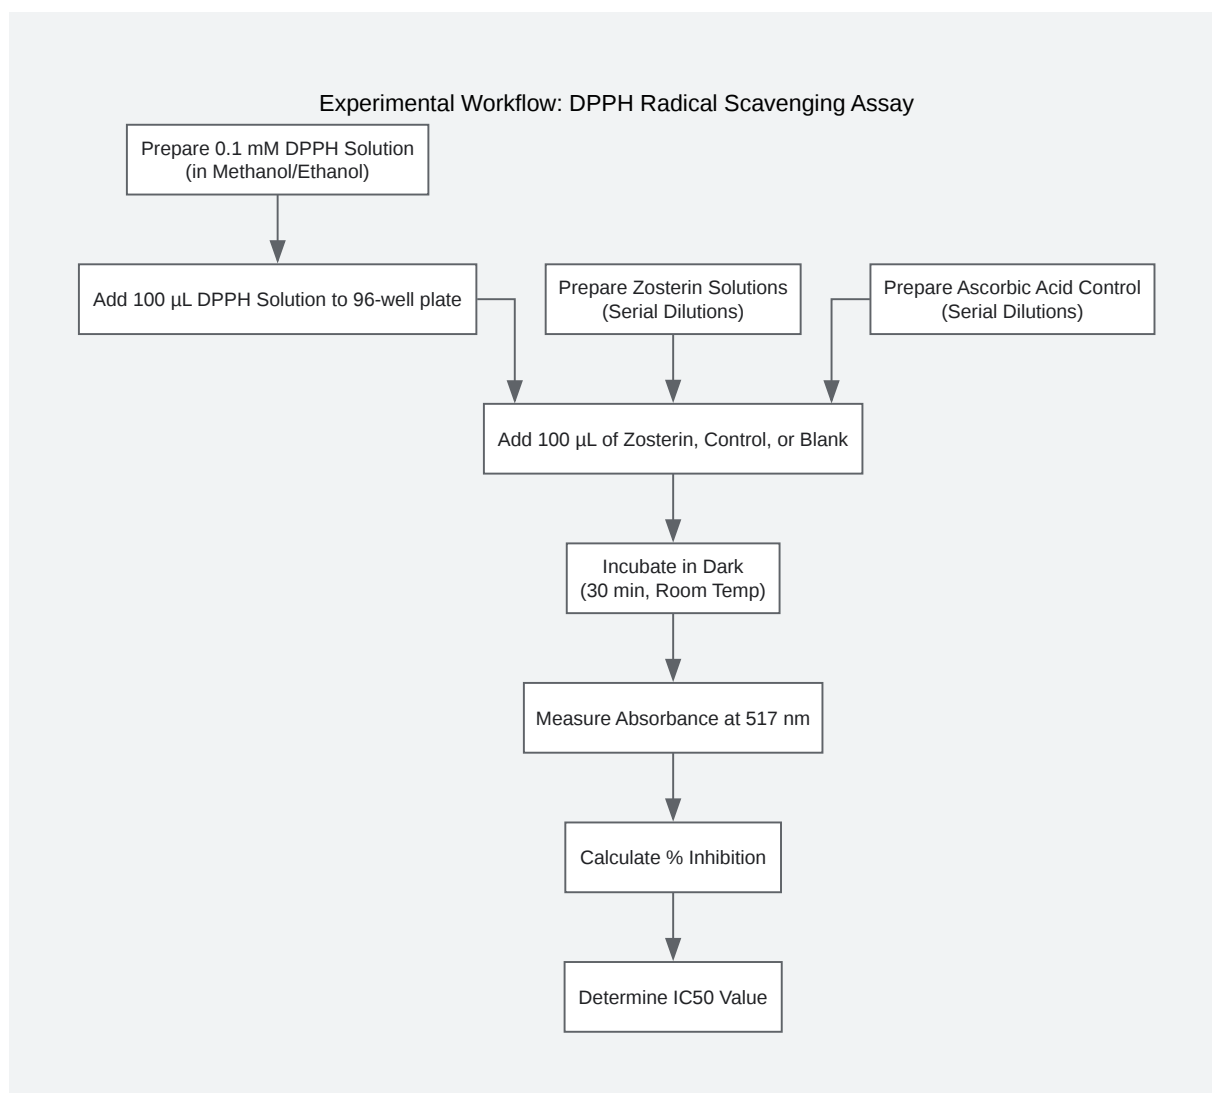 Experimental Workflow: DPPH Radical Scavenging Assay
Prepare 0.1 mM DPPH Solution
(in Methanol/Ethanol)
Add 100 µL DPPH Solution to 96-well plate
Prepare Zosterin Solutions
(Serial Dilutions)
Prepare Ascorbic Acid Control
(Serial Dilutions)
Add 100 µL of Zosterin, Control, or Blank
Incubate in Dark
(30 min, Room Temp)
Measure Absorbance at 517 nm
Calculate % Inhibition
Determine IC50 Value